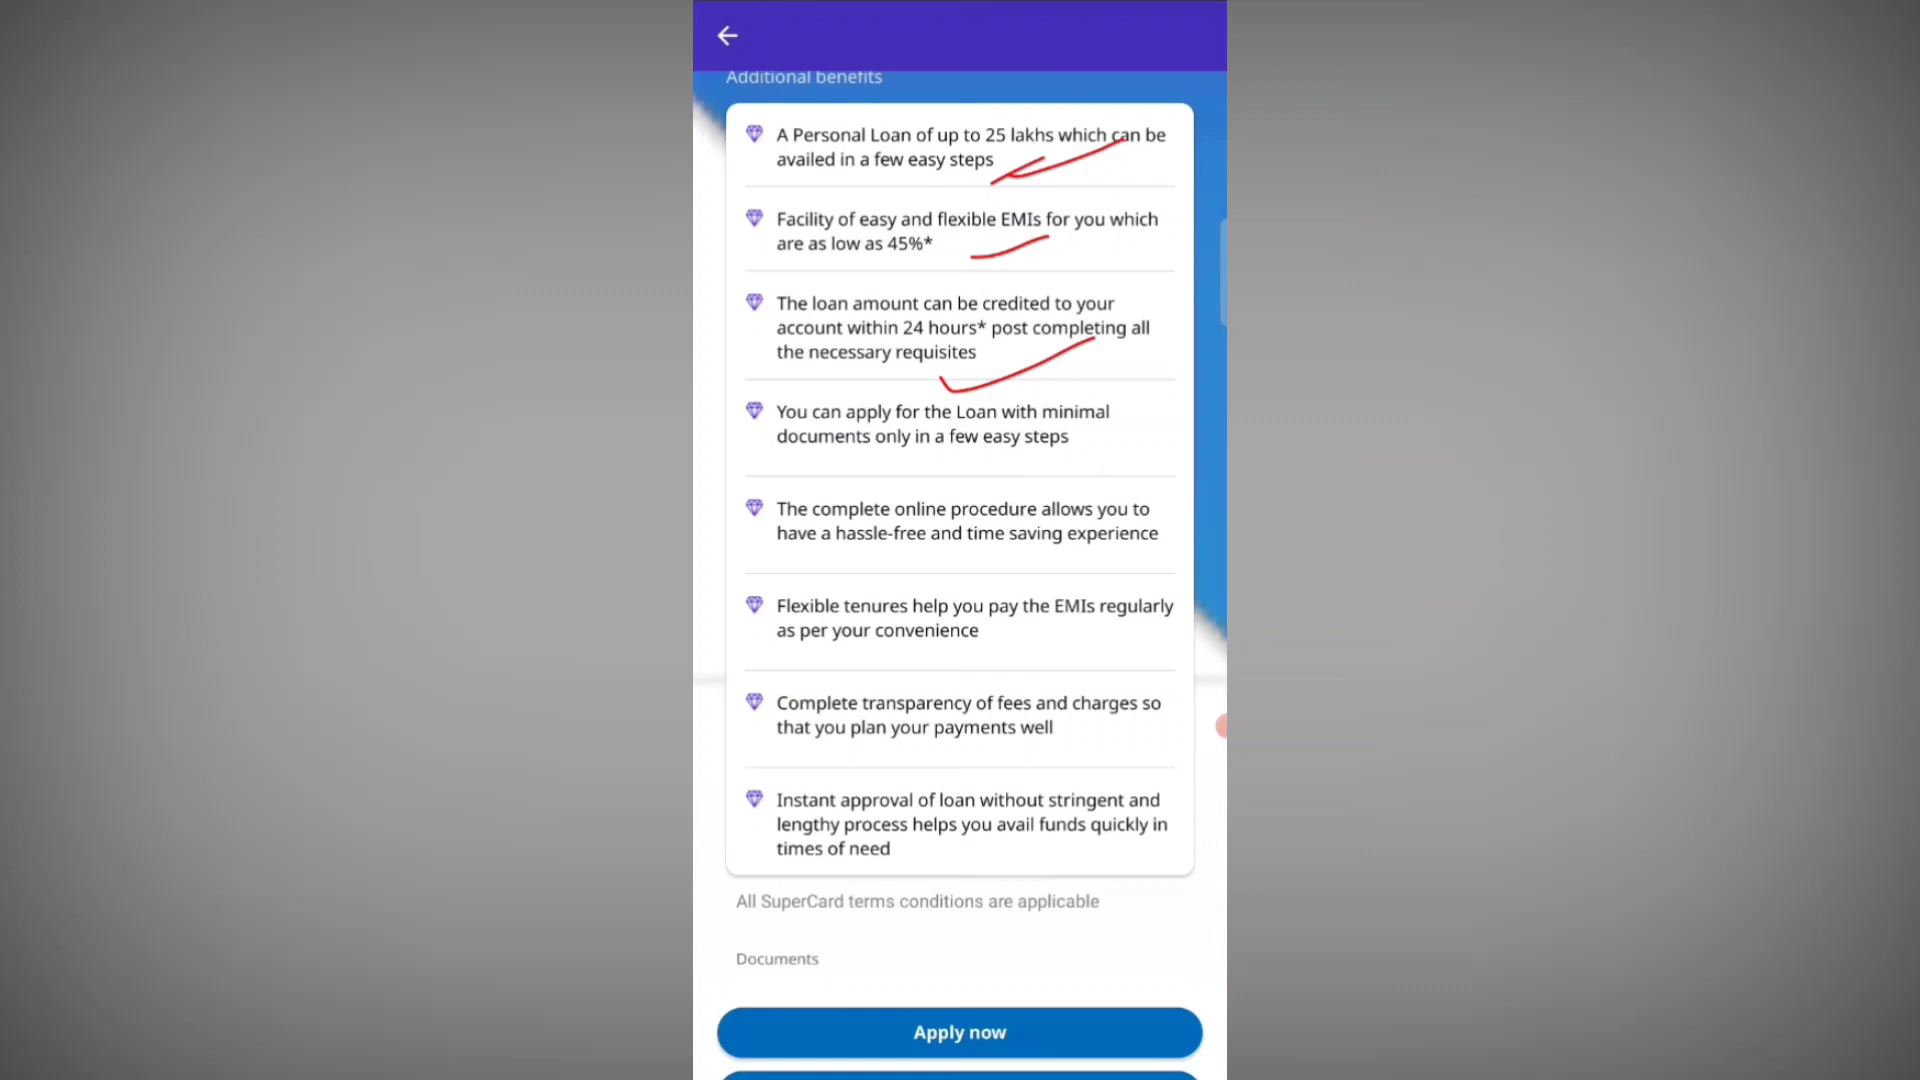 Additional benefits
A Personal Loan of up to 25 lakhs which can be
availed in a few easy steps
Facility of easy and flexible EMIs for you which
are as low as 45%*
The loan amount can be credited to your
account within 24 hours* post completing all
the necessary requisites
You can apply for the Loan with minimal
documents only in a few easy steps
The complete online procedure allows you to
have a hassle-free and time saving experience
Flexible tenures help you pay the EMIs regularly
as per your convenience
Complete transparency of fees and charges so
that you plan your payments well
Instant approval of loan without stringent and
lengthy process helps you avail funds quickly in
times of need
All SuperCard terms conditions are applicable
Documents
Apply now